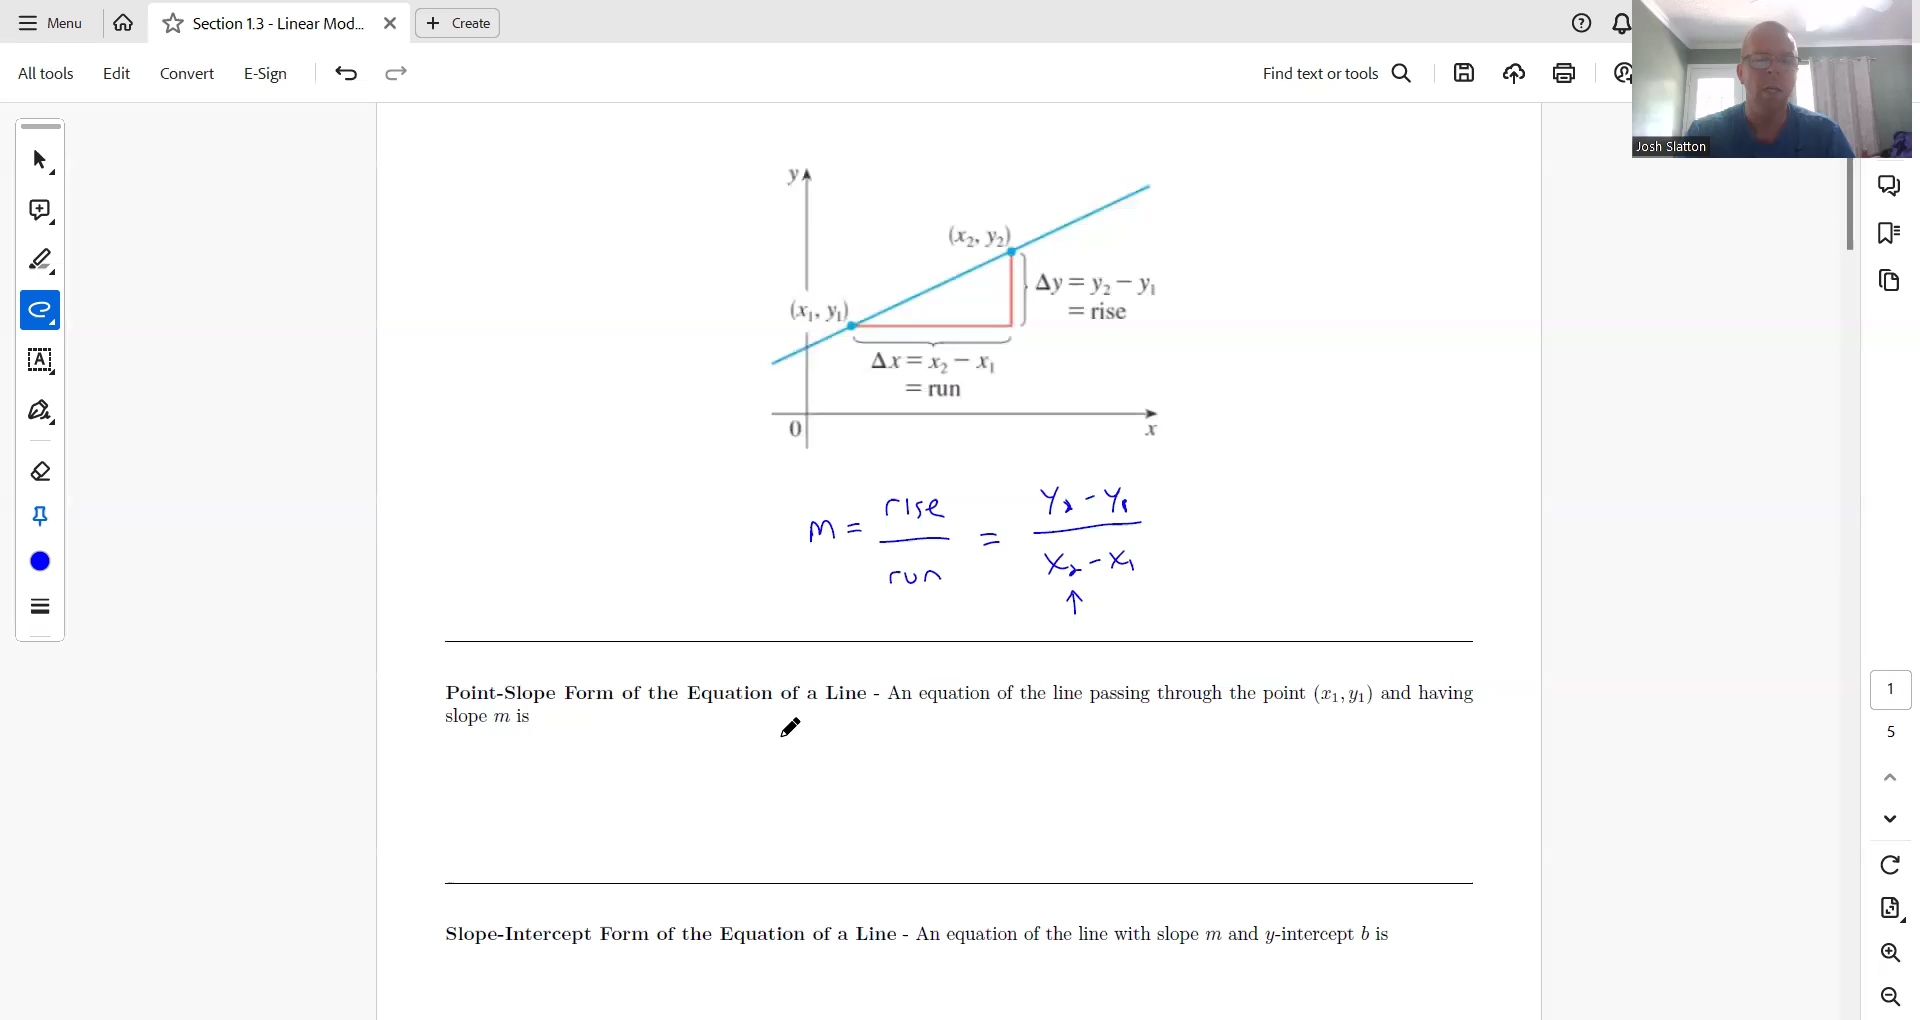 Menu
Section 1.3 - Linear Mod...
Create
All tools
Edit
Convert
E-Sign
Find text or tools
Josh Slatton
y
(x₂, y₂)
Δy = y₂ − y₁
= rise
(x₁, y₁)
Δx = x₂ − x₁
= run
0
x
m = rise / run = y₂ − y₁ / x₂ − x₁
↑
Point-Slope Form of the Equation of a Line - An equation of the line passing through the point (x₁, y₁) and having
slope m is
Slope-Intercept Form of the Equation of a Line - An equation of the line with slope m and y-intercept b is
1
5